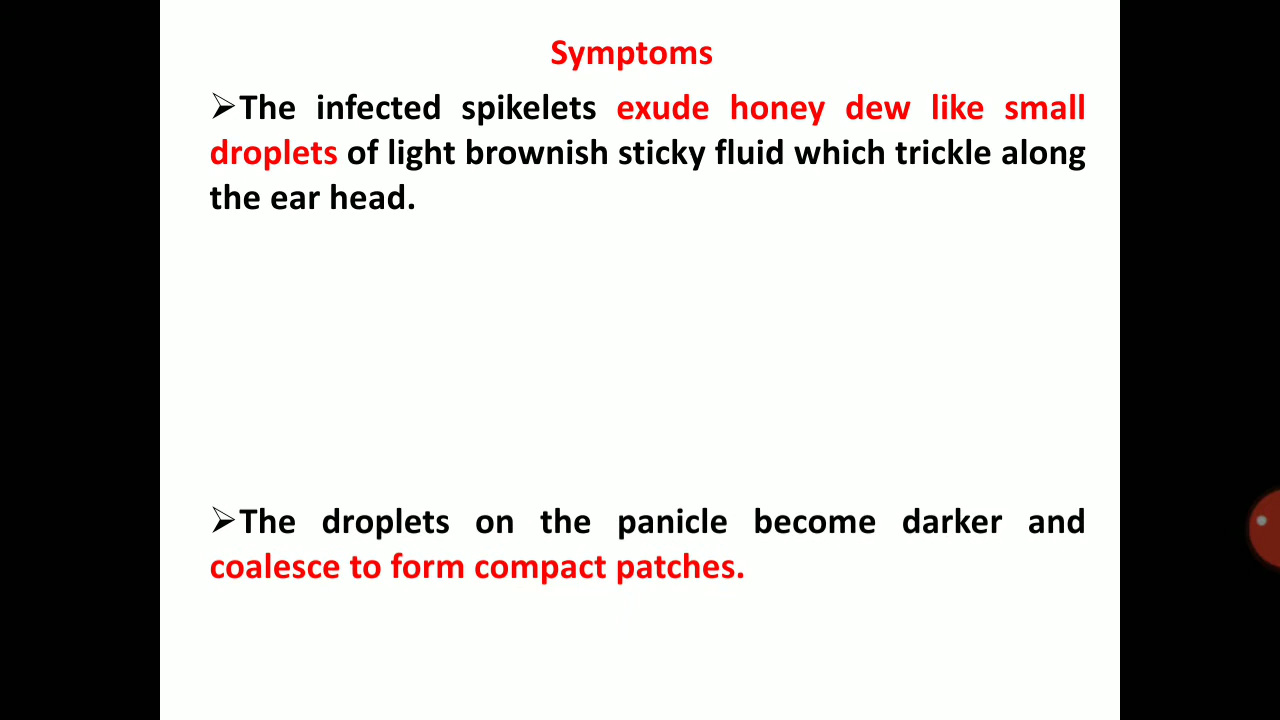 Symptoms
➢The infected spikelets exude honey dew like small
droplets of light brownish sticky fluid which trickle along
the ear head.
➢The droplets on the panicle become darker and
coalesce to form compact patches.